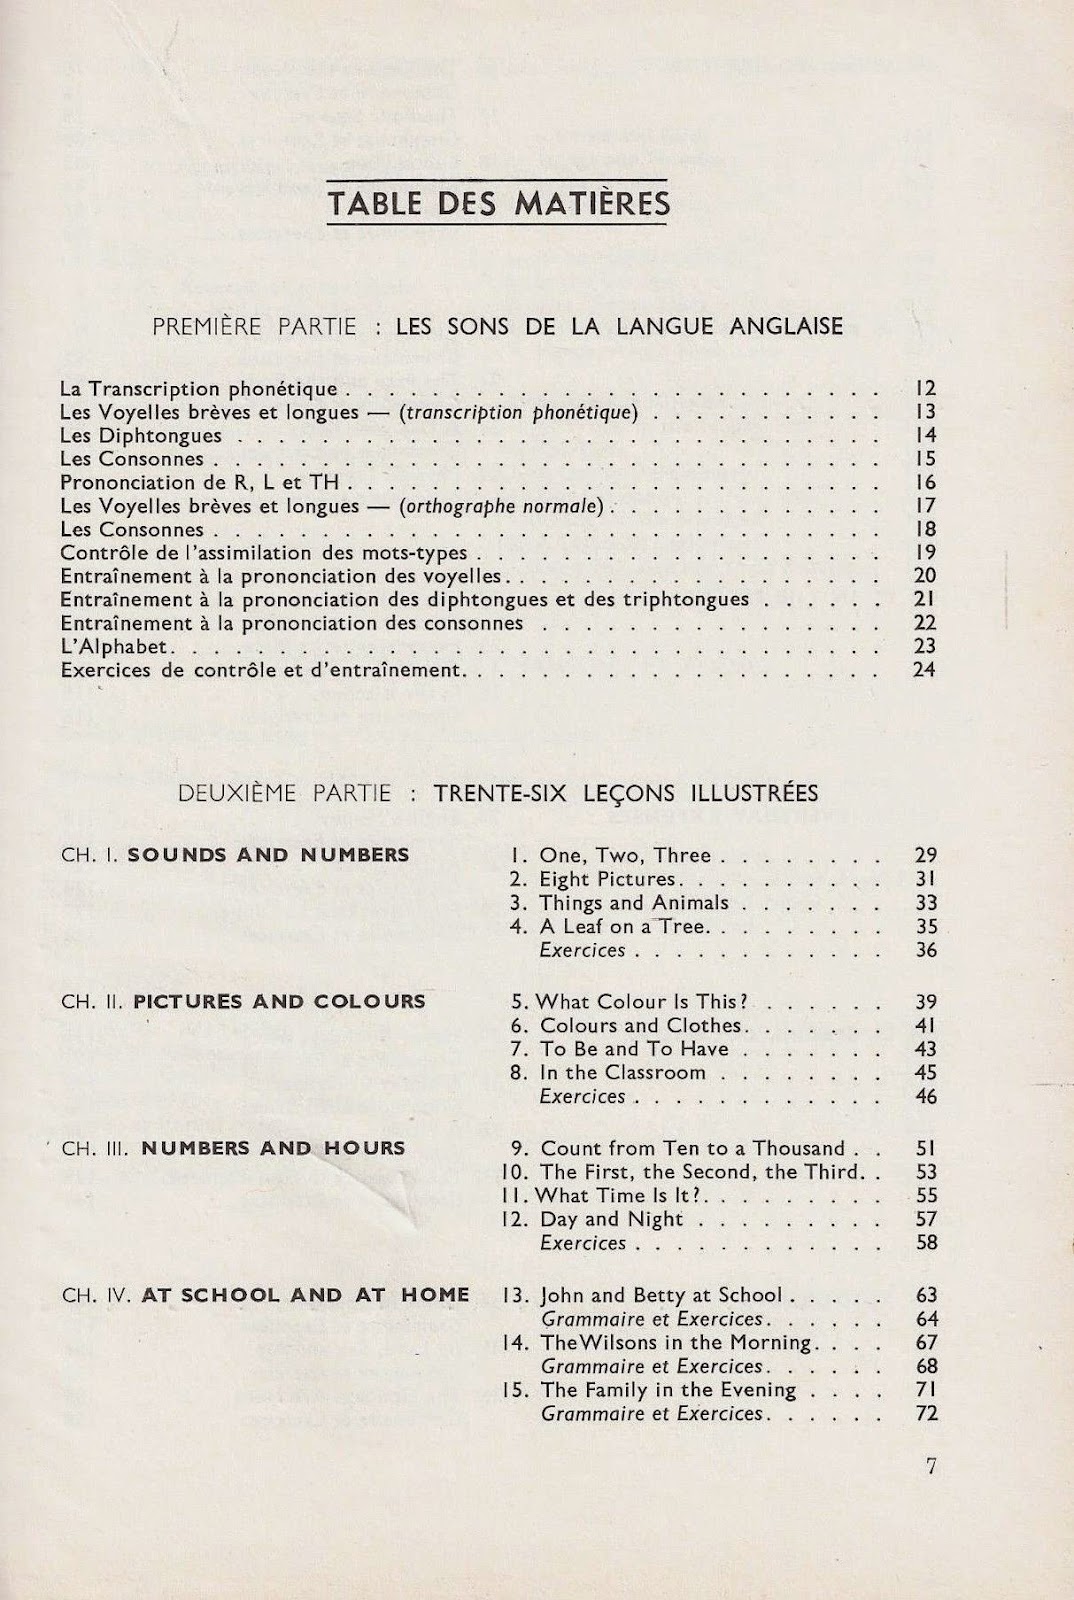 TABLE DES MATIÈRES
PREMIÈRE PARTIE : LES SONS DE LA LANGUE ANGLAISE
La Transcription phonétique . . . . . . . . . . . . . . . . . . . . . . . . . 12
Les Voyelles brèves et longues — (transcription phonétique) . . . . . . . . . . . 13
Les Diphtongues . . . . . . . . . . . . . . . . . . . . . . . . . . . . . . 14
Les Consonnes . . . . . . . . . . . . . . . . . . . . . . . . . . . . . . . 15
Prononciation de R, L et TH . . . . . . . . . . . . . . . . . . . . . . . . . 16
Les Voyelles brèves et longues — (orthographe normale) . . . . . . . . . . . . . 17
Les Consonnes . . . . . . . . . . . . . . . . . . . . . . . . . . . . . . . 18
Contrôle de l'assimilation des mots-types . . . . . . . . . . . . . . . . . . . 19
Entraînement à la prononciation des voyelles . . . . . . . . . . . . . . . . . . 20
Entraînement à la prononciation des diphtongues et des triphtongues . . . . . . 21
Entraînement à la prononciation des consonnes . . . . . . . . . . . . . . . . 22
L'Alphabet . . . . . . . . . . . . . . . . . . . . . . . . . . . . . . . . . 23
Exercices de contrôle et d'entraînement . . . . . . . . . . . . . . . . . . . . 24
DEUXIÈME PARTIE : TRENTE-SIX LEÇONS ILLUSTRÉES
CH. I. SOUNDS AND NUMBERS 1. One, Two, Three . . . . . . . . 29
2. Eight Pictures . . . . . . . . . . 31
3. Things and Animals . . . . . . . 33
4. A Leaf on a Tree . . . . . . . . . 35
Exercices . . . . . . . . . . . . 36
CH. II. PICTURES AND COLOURS 5. What Colour Is This? . . . . . . 39
6. Colours and Clothes . . . . . . . 41
7. To Be and To Have . . . . . . . 43
8. In the Classroom . . . . . . . . 45
Exercices . . . . . . . . . . . . 46
CH. III. NUMBERS AND HOURS 9. Count from Ten to a Thousand . . 51
10. The First, the Second, the Third . . 53
11. What Time Is It? . . . . . . . . . 55
12. Day and Night . . . . . . . . . 57
Exercices . . . . . . . . . . . . 58
CH. IV. AT SCHOOL AND AT HOME 13. John and Betty at School . . . . . 63
Grammaire et Exercices . . . . . . 64
14. The Wilsons in the Morning . . . . 67
Grammaire et Exercices . . . . . . 68
15. The Family in the Evening . . . . 71
Grammaire et Exercices . . . . . . 72
7